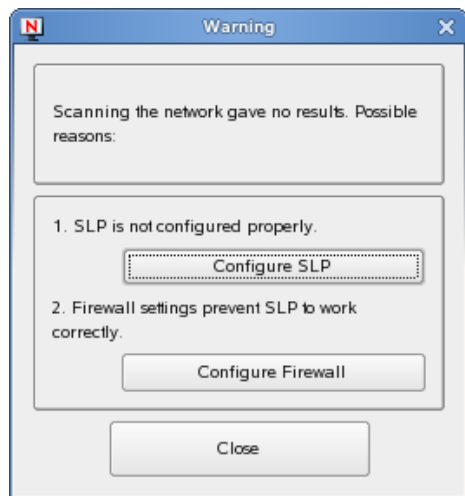 N
Warning
Scanning the network gave no results. Possible
reasons:
1. SLP is not configured properly.
Configure SLP
2. Firewall settings prevent SLP to work
correctly.
Configure Firewall
Close